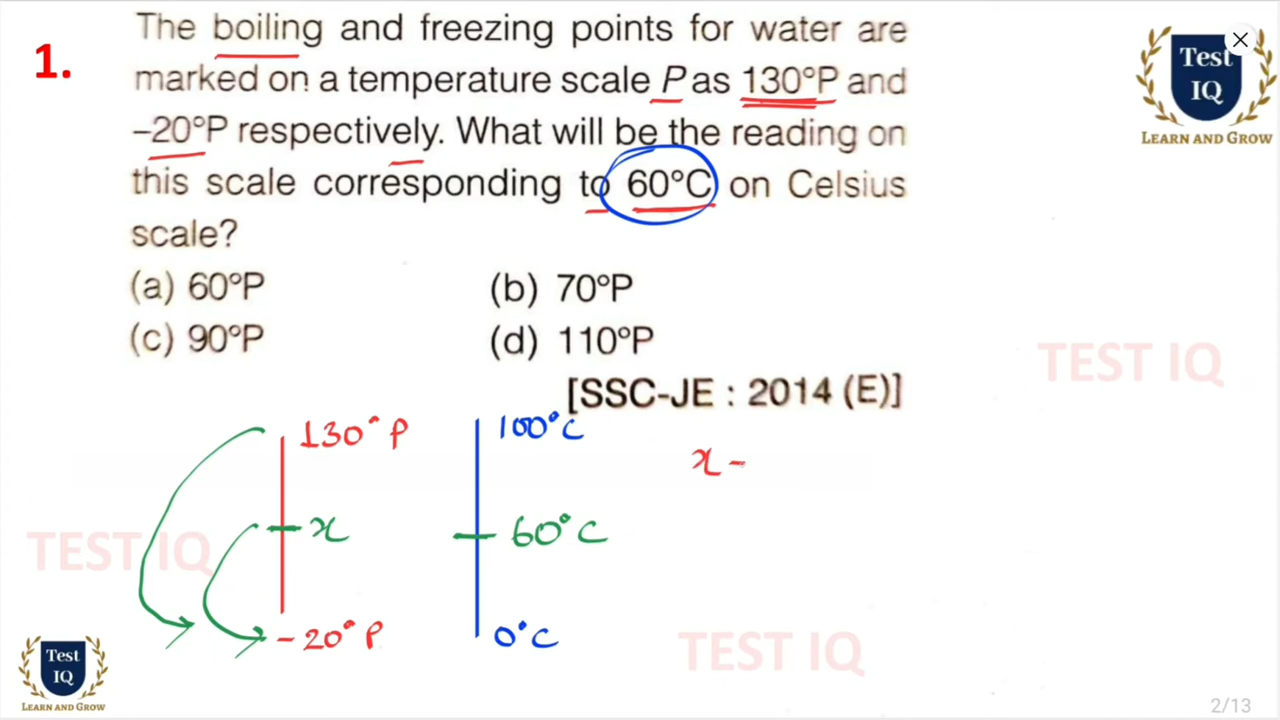 1.
The boiling and freezing points for water are
marked on a temperature scale P as 130°P and
–20°P respectively. What will be the reading on
this scale corresponding to 60°C on Celsius
scale?
(a) 60°P (b) 70°P
(c) 90°P (d) 110°P
[SSC-JE : 2014 (E)]
130°P 100°C
x -
x 60°C
-20°P 0°C
Test
IQ
LEARN AND GROW
TEST IQ
TEST IQ
TEST IQ
Test
IQ
LEARN AND GROW
2/13